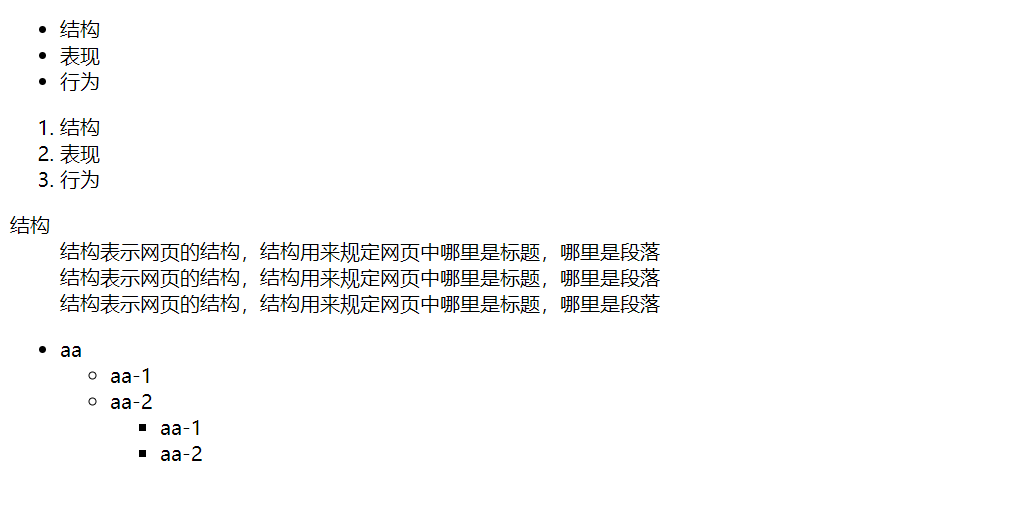 结构
表现
行为
1. 结构
2. 表现
3. 行为
结构
结构表示网页的结构，结构用来规定网页中哪里是标题，哪里是段落
结构表示网页的结构，结构用来规定网页中哪里是标题，哪里是段落
结构表示网页的结构，结构用来规定网页中哪里是标题，哪里是段落
aa
aa-1
aa-2
aa-1
aa-2